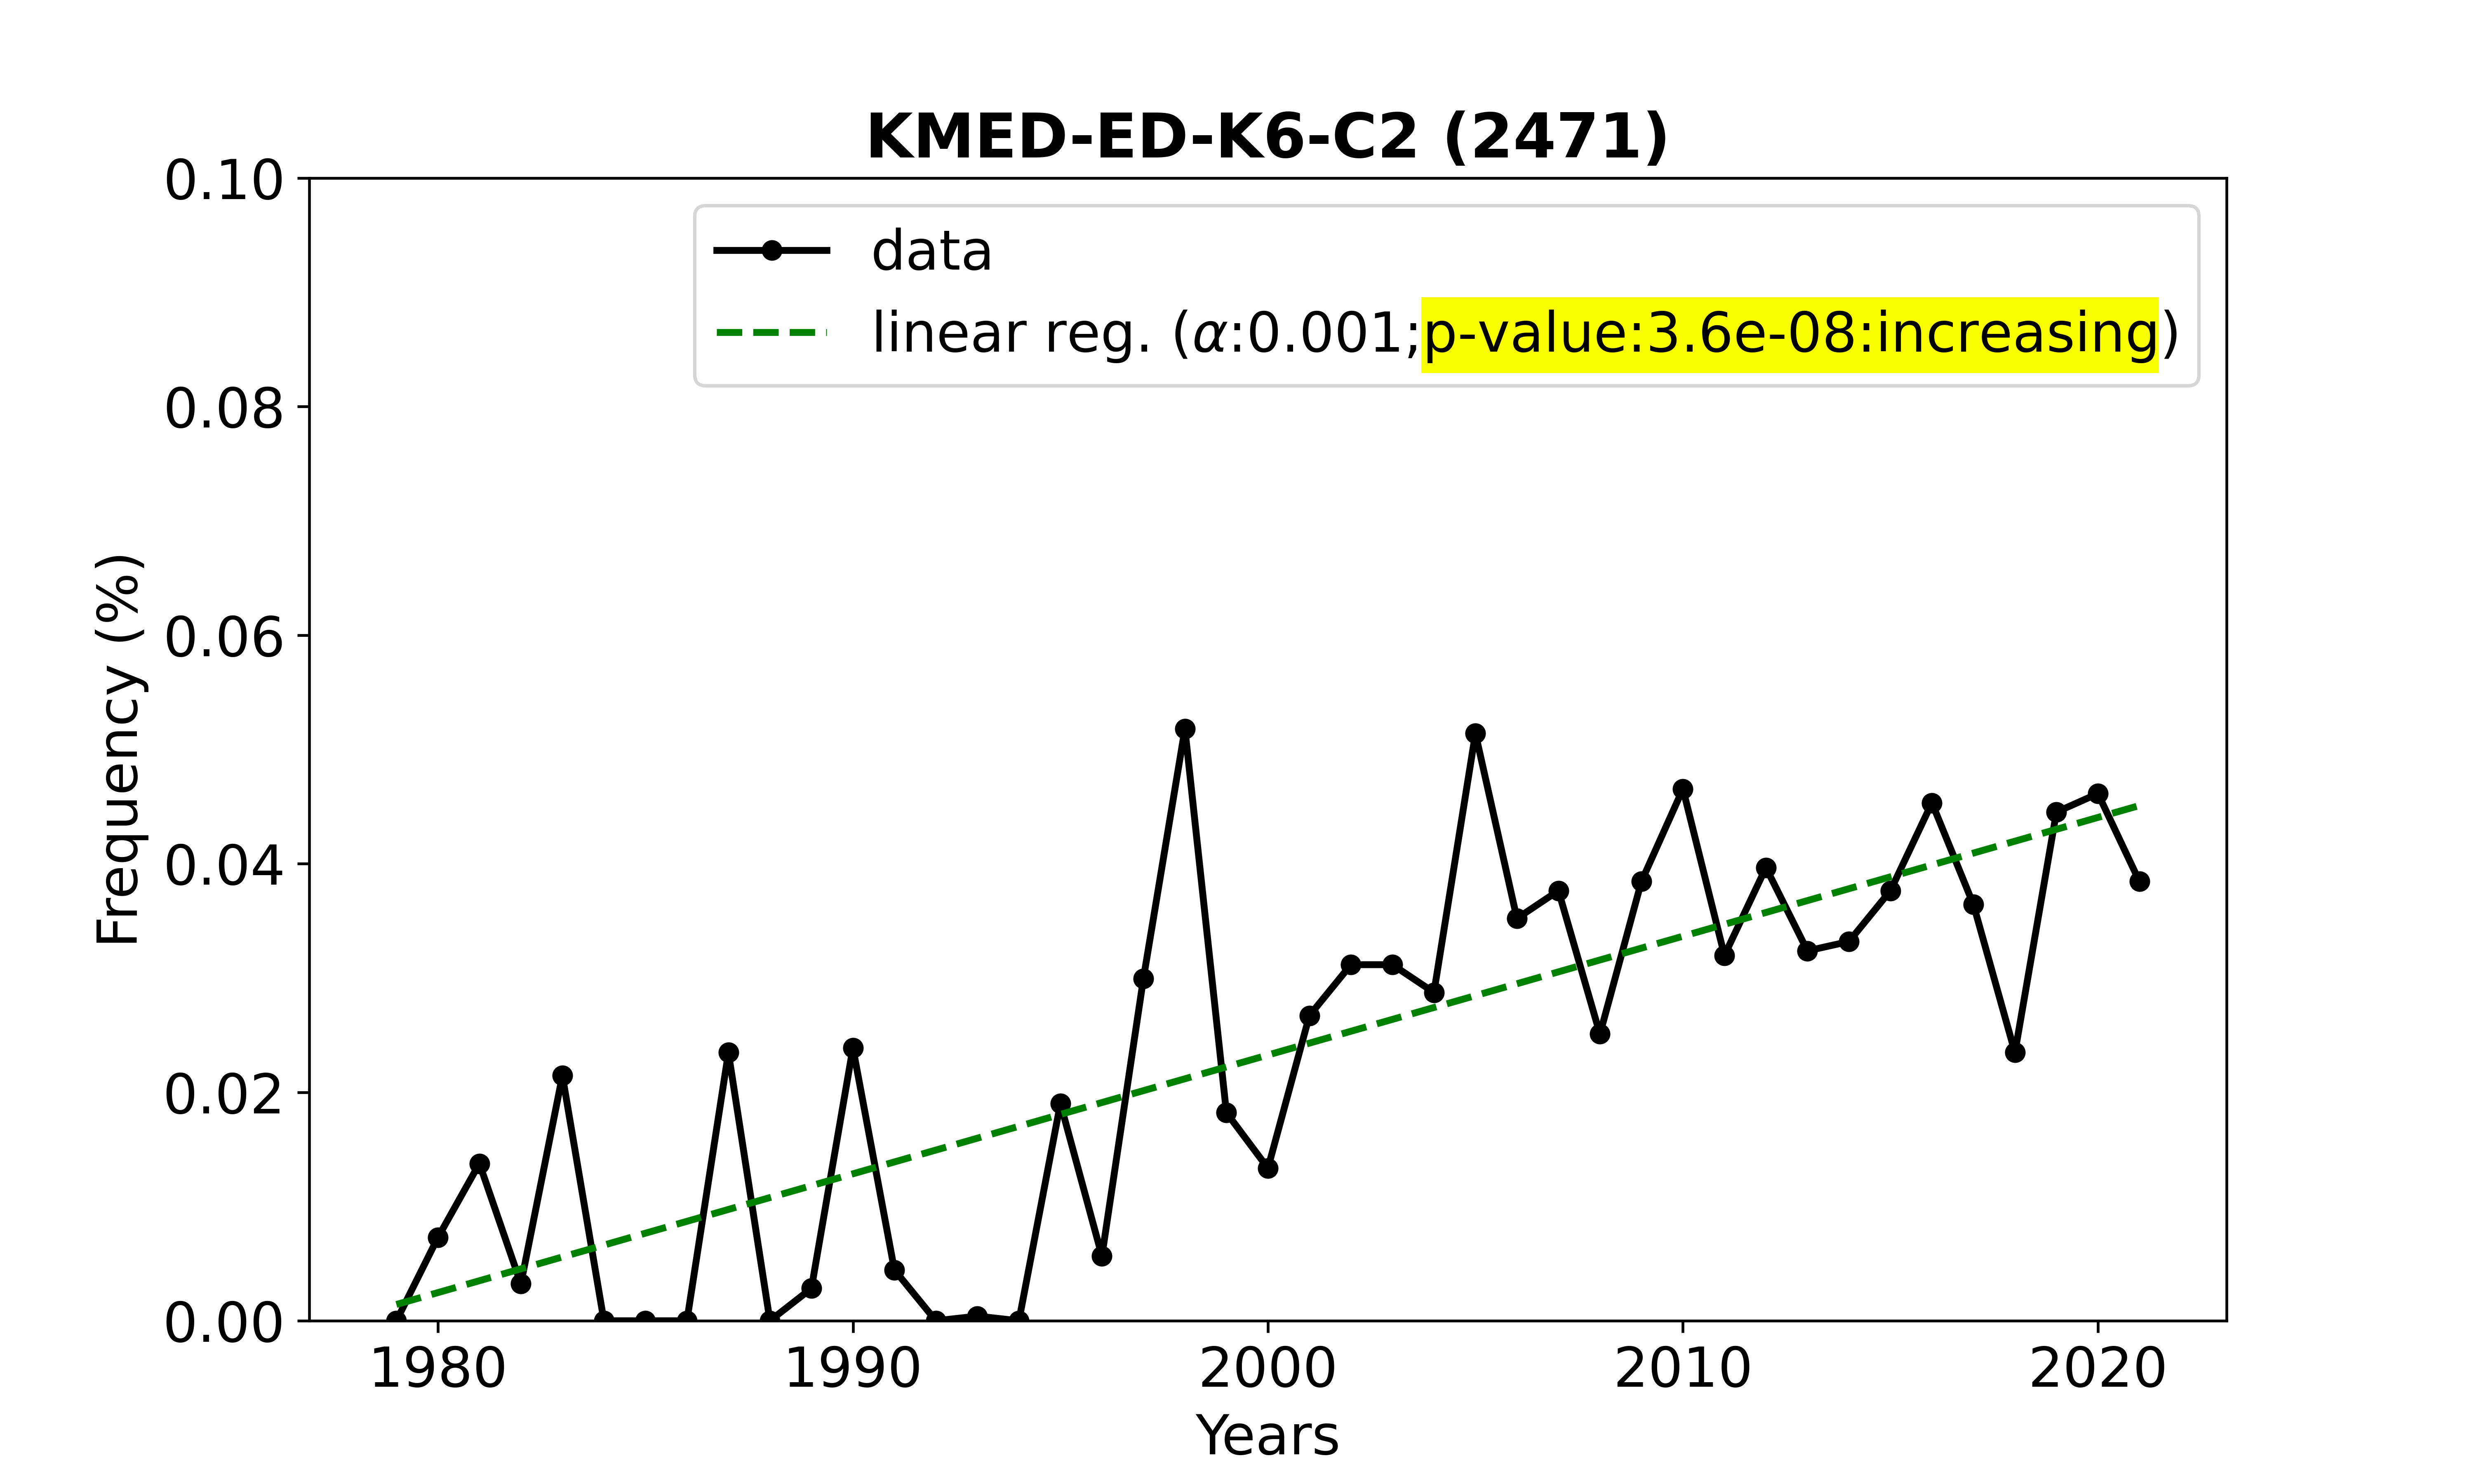 KMED-ED-K6-C2 (2471)
data
linear reg. (α:0.001;p-value:3.6e-08:increasing)
Frequency (%)
0.10
0.08
0.06
0.04
0.02
0.00
1980 1990 2000 2010 2020
Years